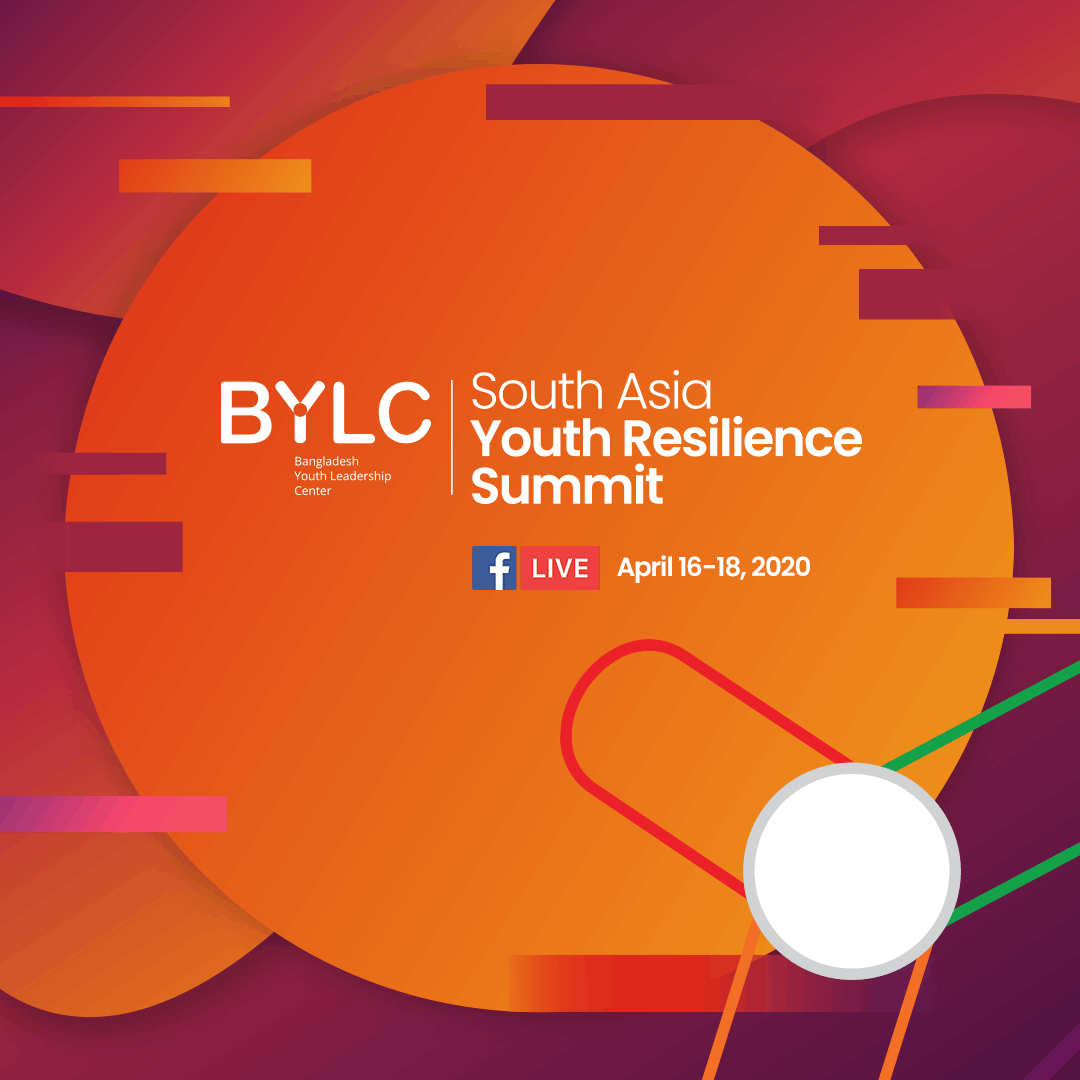 BYLC
Bangladesh
Youth Leadership
Center
South Asia
Youth Resilience
Summit
f LIVE April 16-18, 2020